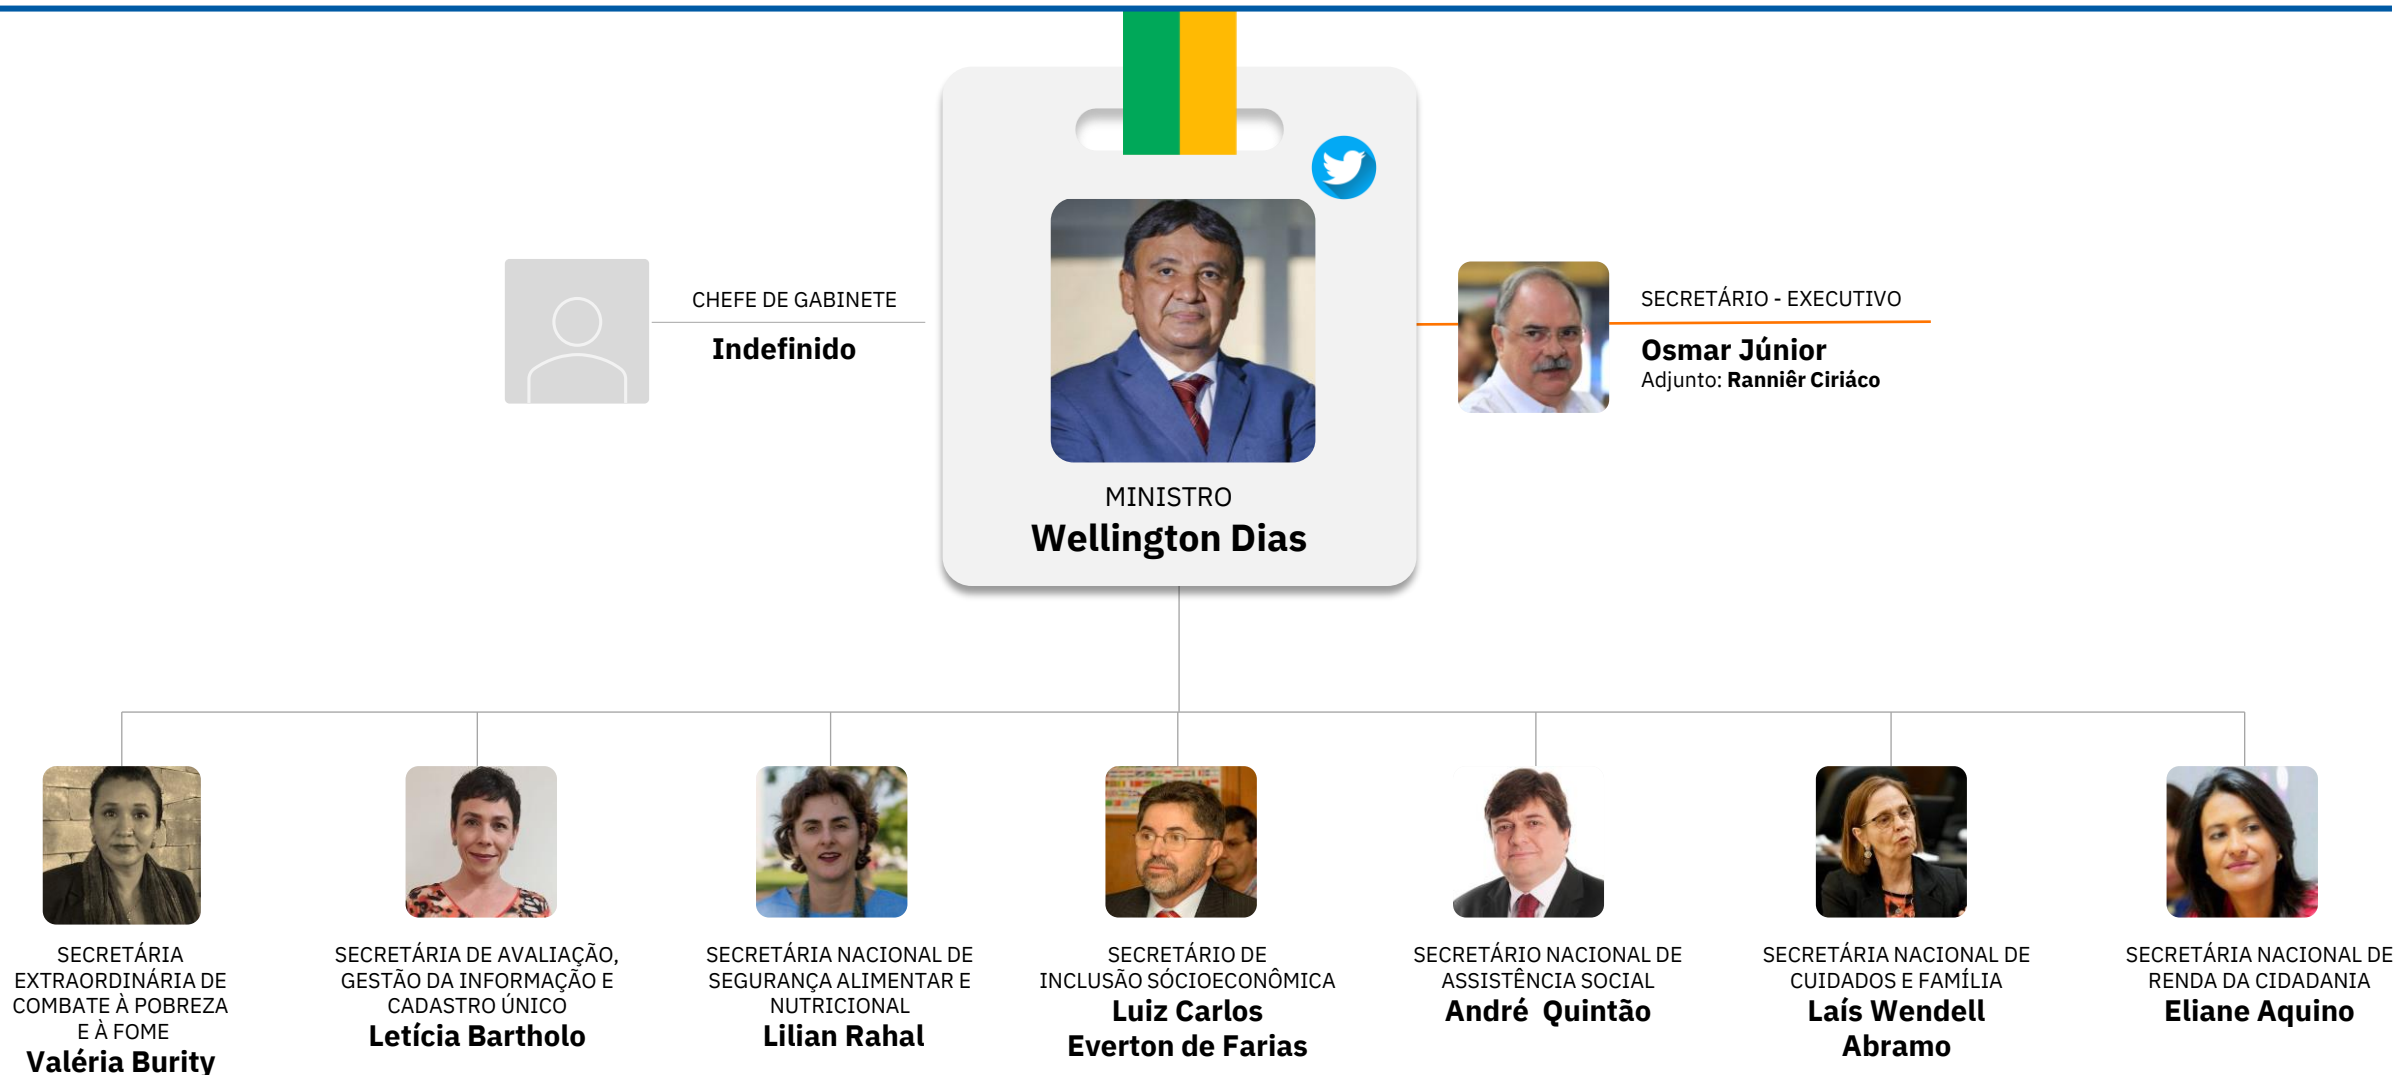 CHEFE DE GABINETE
Indefinido
SECRETÁRIO - EXECUTIVO
Osmar Júnior
Adjunto: Ranniêr Ciriáco
MINISTRO
Wellington Dias
SECRETÁRIA
EXTRAORDINÁRIA DE
COMBATE À POBREZA
E À FOME
Valéria Burity
SECRETÁRIA DE AVALIAÇÃO,
GESTÃO DA INFORMAÇÃO E
CADASTRO ÚNICO
Letícia Bartholo
SECRETÁRIA NACIONAL DE
SEGURANÇA ALIMENTAR E
NUTRICIONAL
Lilian Rahal
SECRETÁRIO DE
INCLUSÃO SÓCIOECONÔMICA
Luiz Carlos
Everton de Farias
SECRETÁRIO NACIONAL DE
ASSISTÊNCIA SOCIAL
André Quintão
SECRETÁRIA NACIONAL DE
CUIDADOS E FAMÍLIA
Laís Wendell
Abramo
SECRETÁRIA NACIONAL DE
RENDA DA CIDADANIA
Eliane Aquino